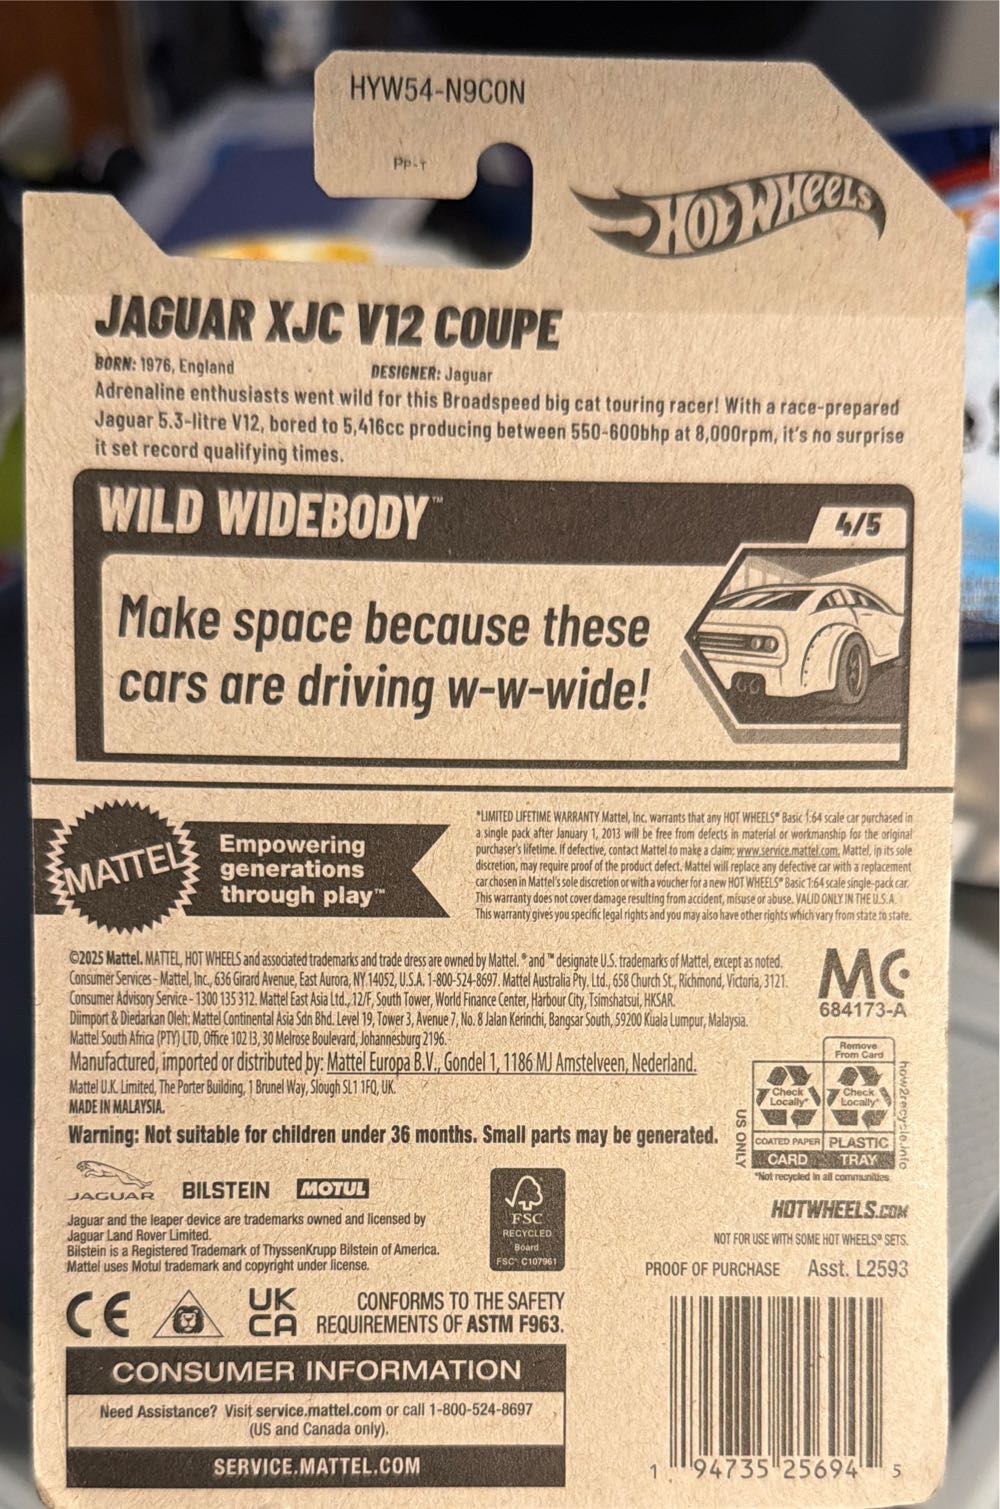 HYW54-N9C0N
Pp-T
HOT WHEELS
JAGUAR XJC V12 COUPE
BORN: 1976, England
DESIGNER: Jaguar
Adrenaline enthusiasts went wild for this Broadspeed big cat touring racer! With a race-prepared
Jaguar 5.3-litre V12, bored to 5,416cc producing between 550-600bhp at 8,000rpm, it's no surprise
it set record qualifying times.
WILD WIDEBODY™
4/5
Make space because these
cars are driving w-w-wide!
MATTEL
Empowering
generations
through play™
*LIMITED LIFETIME WARRANTY Mattel, Inc. warrants that any HOT WHEELS® Basic 1:64 scale car purchased in
a single pack after January 1, 2013 will be free from defects in material or workmanship for the original
purchaser's lifetime. If defective, contact Mattel to make a claim: www.service.mattel.com. Mattel, in its sole
discretion, may require proof of the product defect. Mattel will replace any defective car with a replacement
car chosen in Mattel's sole discretion or with a voucher for a new HOT WHEELS® Basic 1:64 scale single-pack car.
This warranty does not cover damage resulting from accident, misuse or abuse. VALID ONLY IN THE U.S.A.
This warranty gives you specific legal rights and you may also have other rights which vary from state to state.
©2025 Mattel. MATTEL, HOT WHEELS and associated trademarks and trade dress are owned by Mattel. ® and ™ designate U.S. trademarks of Mattel, except as noted.
Consumer Services - Mattel, Inc., 636 Girard Avenue, East Aurora, NY 14052, U.S.A. 1-800-524-8697. Mattel Australia Pty. Ltd., 658 Church St., Richmond, Victoria, 3121.
Consumer Advisory Service - 1300 135 312. Mattel East Asia Ltd., 12/F, South Tower, World Finance Center, Harbour City, Tsimshatsui, HKSAR.
Diimport & Diedarkan Oleh: Mattel Continental Asia Sdn Bhd. Level 19, Tower 3, Avenue 7, No. 8 Jalan Kerinchi, Bangsar South, 59200 Kuala Lumpur, Malaysia.
Mattel South Africa (PTY) LTD, Office 102 I3, 30 Melrose Boulevard, Johannesburg 2196.
Manufactured, imported or distributed by: Mattel Europa B.V., Gondel 1, 1186 MJ Amstelveen, Nederland.
Mattel U.K. Limited, The Porter Building, 1 Brunel Way, Slough SL1 1FQ, UK.
MADE IN MALAYSIA.
Warning: Not suitable for children under 36 months. Small parts may be generated.
MC
684173-A
Remove
From Card
Check
Locally*
Check
Locally*
COATED PAPER
PLASTIC
CARD
TRAY
US ONLY
how2recycle.info
*Not recycled in all communities
JAGUAR
BILSTEIN
MOTUL
Jaguar and the leaper device are trademarks owned and licensed by
Jaguar Land Rover Limited.
Bilstein is a Registered Trademark of ThyssenKrupp Bilstein of America.
Mattel uses Motul trademark and copyright under license.
FSC
RECYCLED
Board
FSC® C107961
HOTWHEELS.COM
NOT FOR USE WITH SOME HOT WHEELS® SETS.
PROOF OF PURCHASE Asst. L2593
CE
UK
CA
CONFORMS TO THE SAFETY
REQUIREMENTS OF ASTM F963.
CONSUMER INFORMATION
Need Assistance? Visit service.mattel.com or call 1-800-524-8697
(US and Canada only).
SERVICE.MATTEL.COM
1 94735 25694 5